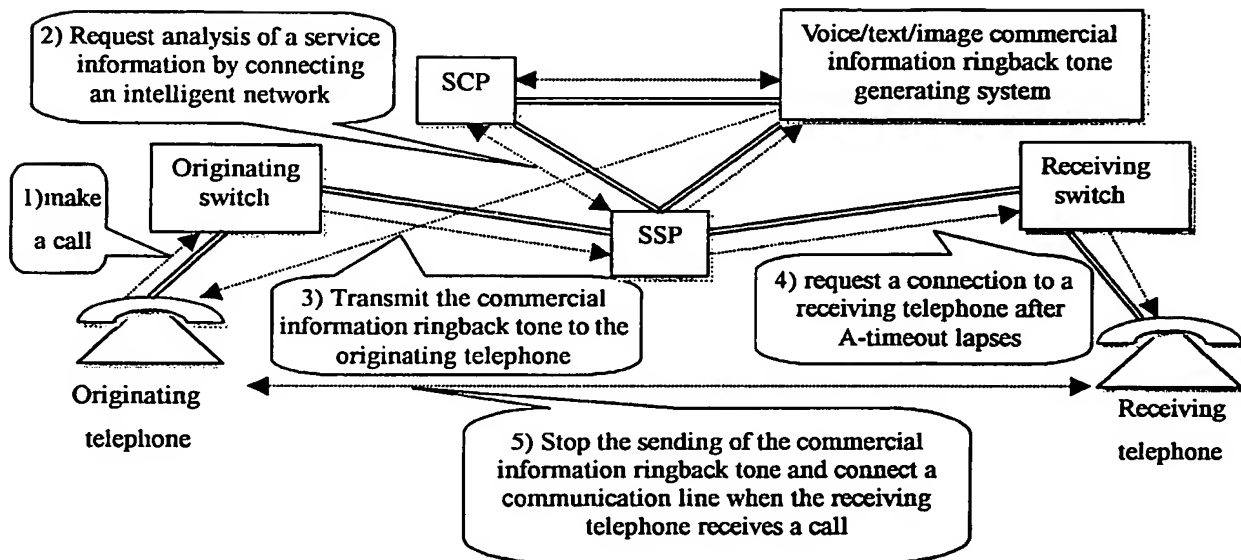 2) Request analysis of a service
information by connecting
an intelligent network
SCP
Voice/text/image commercial
information ringback tone
generating system
1)make
a call
Originating
switch
SSP
Receiving
switch
3) Transmit the commercial
information ringback tone to the
originating telephone
4) request a connection to a
receiving telephone after
A-timeout lapses
Originating
telephone
Receiving
telephone
5) Stop the sending of the commercial
information ringback tone and connect a
communication line when the receiving
telephone receives a call